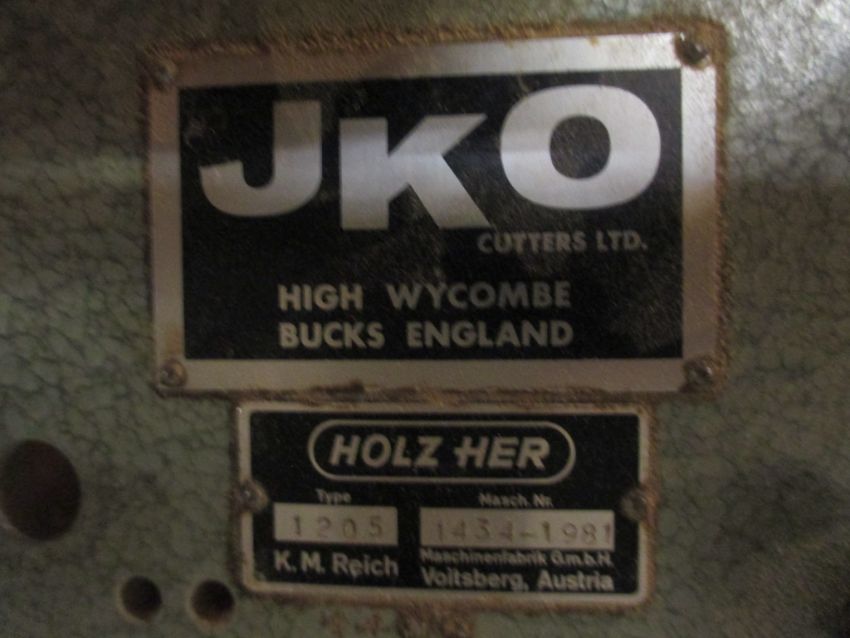 JKO
CUTTERS LTD.
HIGH WYCOMBE
BUCKS ENGLAND
HOLZ-HER
Type Masch. Nr.
1205 1434-1981
K.M. Reich Maschinenfabrik G.m.b.H.
Voitsberg, Austria